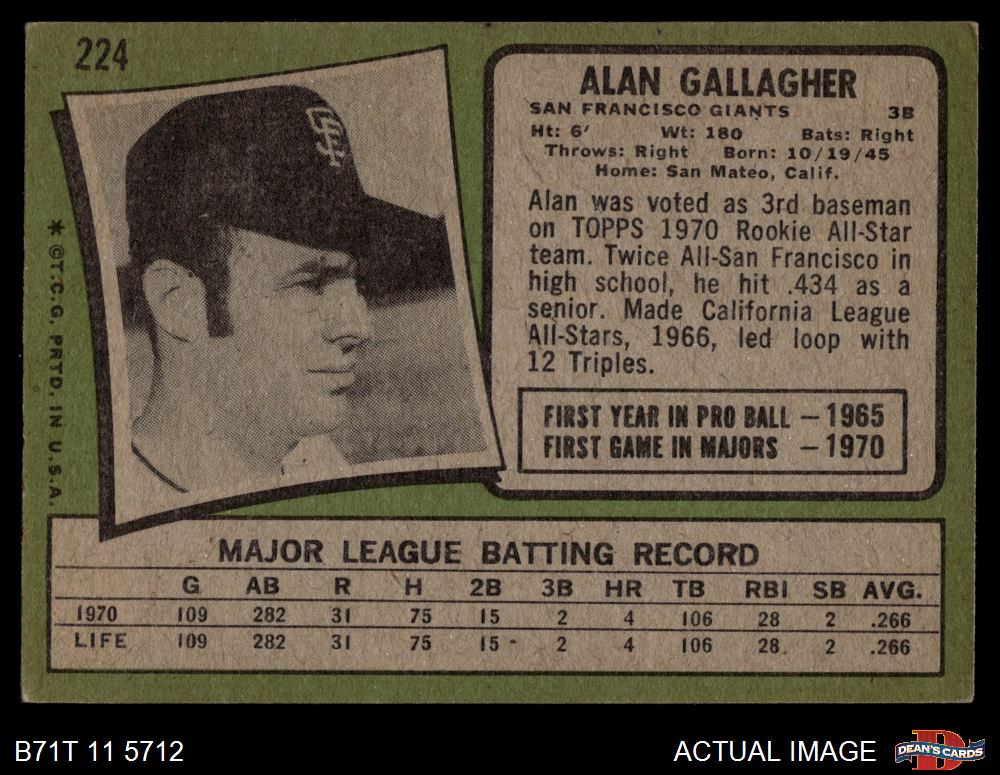 224
ALAN GALLAGHER
SAN FRANCISCO GIANTS 3B
Ht: 6' Wt: 180 Bats: Right
Throws: Right Born: 10/19/45
Home: San Mateo, Calif.
Alan was voted as 3rd baseman
on TOPPS 1970 Rookie All-Star
team. Twice All-San Francisco in
high school, he hit .434 as a
senior. Made California League
All-Stars, 1966, led loop with
12 Triples.
FIRST YEAR IN PRO BALL – 1965
FIRST GAME IN MAJORS – 1970
SF
* ©T.C.G. PRTD. IN U.S.A.
MAJOR LEAGUE BATTING RECORD
G AB R H 2B 3B HR TB RBI SB AVG.
1970 109 282 31 75 15 2 4 106 28 2 .266
LIFE 109 282 31 75 15 2 4 106 28 2 .266
B71T 11 5712
ACTUAL IMAGE
D
DEAN'S CARDS